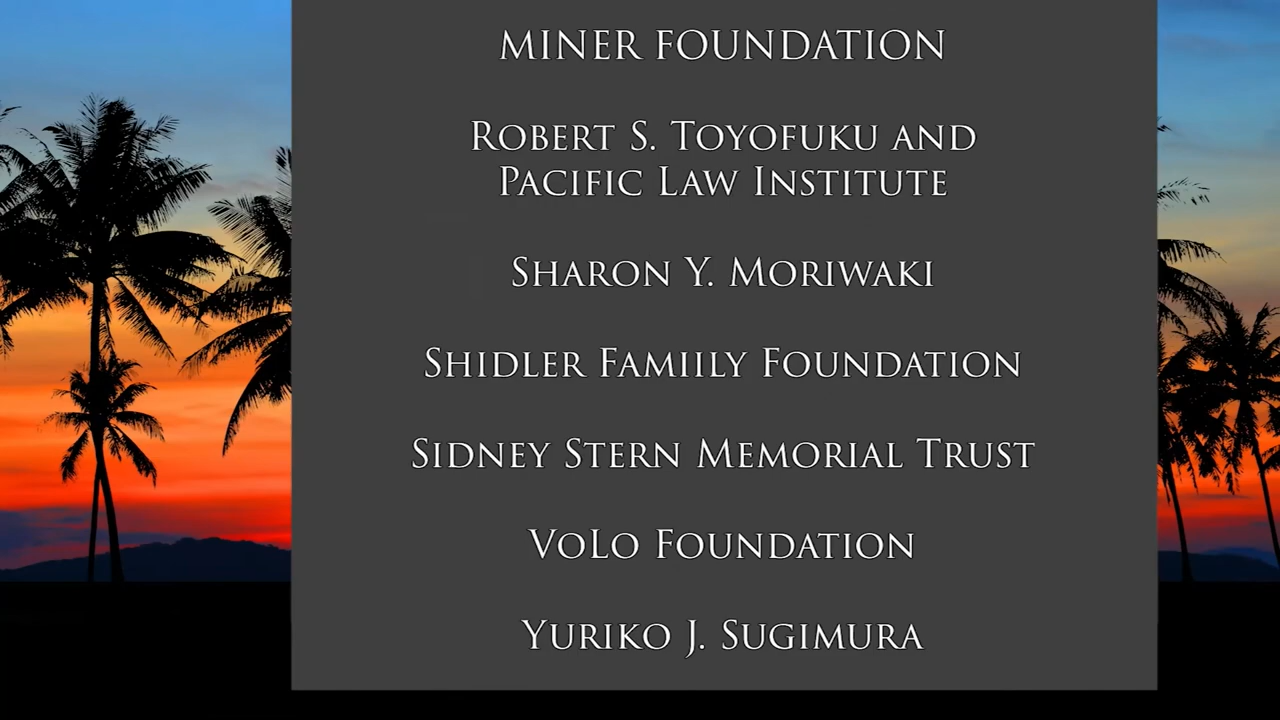 MINER FOUNDATION
ROBERT S. TOYOFUKU AND
PACIFIC LAW INSTITUTE
SHARON Y. MORIWAKI
SHIDLER FAMIILY FOUNDATION
SIDNEY STERN MEMORIAL TRUST
VOLO FOUNDATION
YURIKO J. SUGIMURA